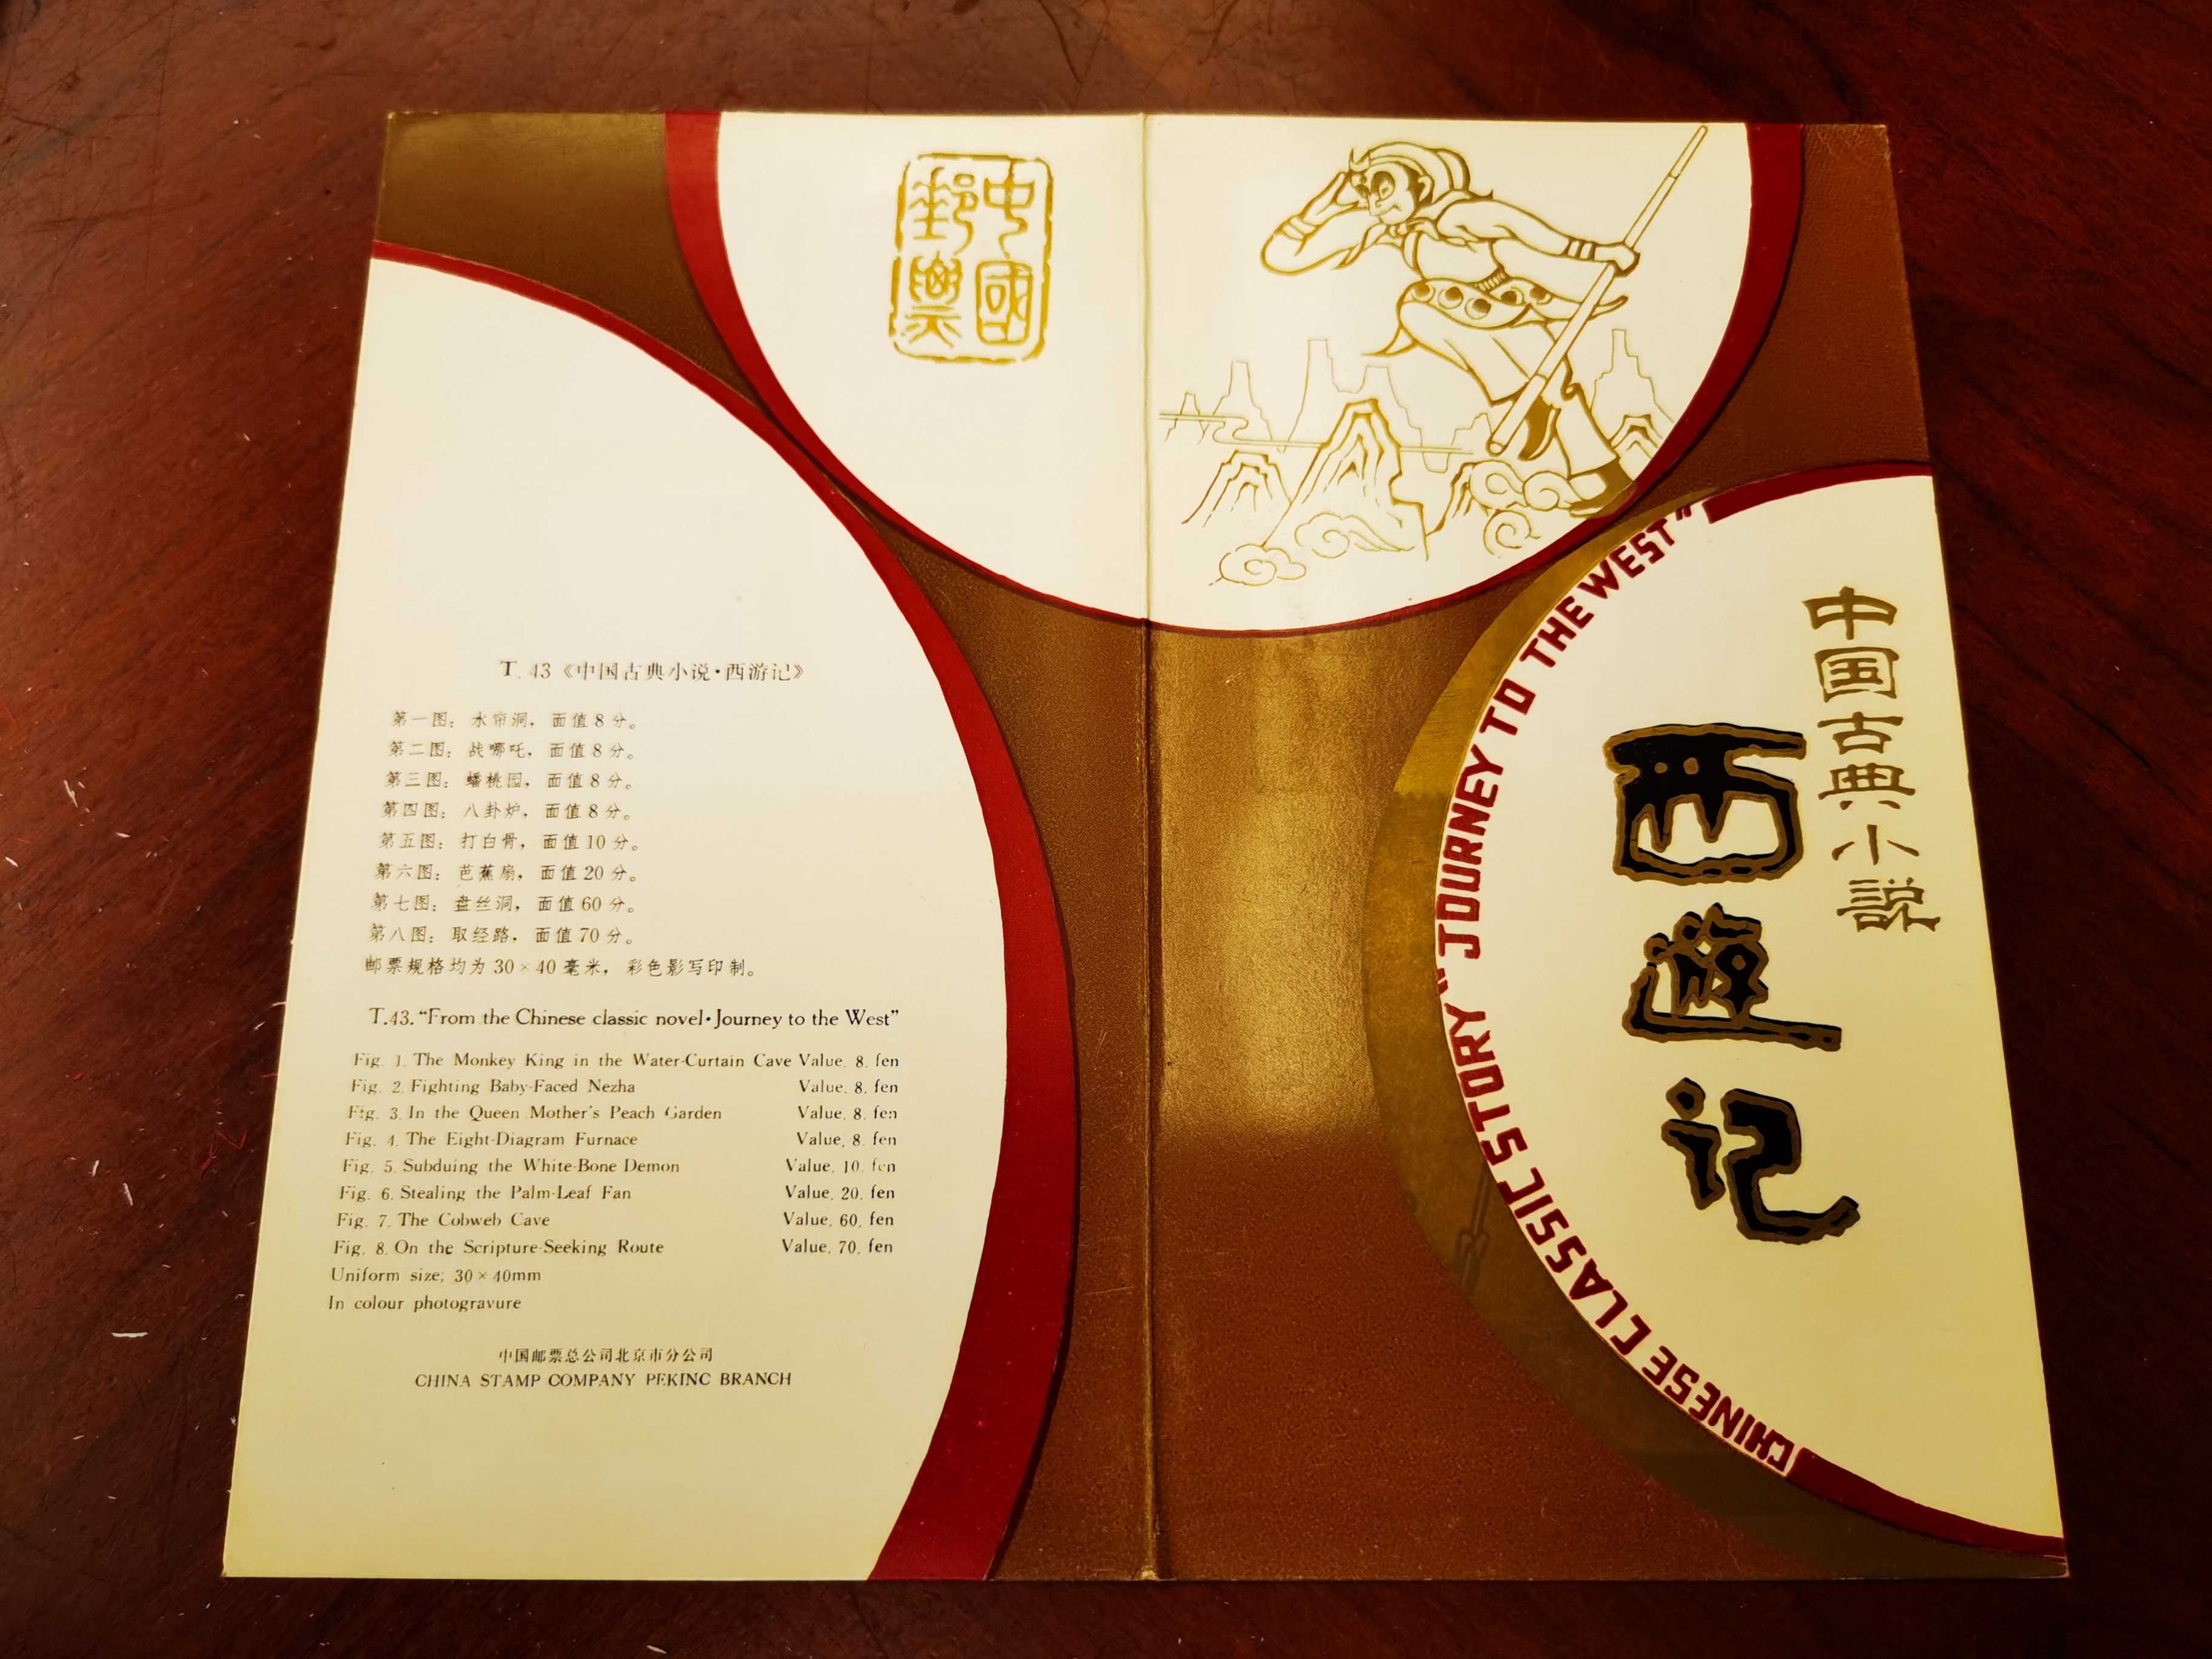 中國
郵票
T.43《中国古典小说·西游记》
第一图：水帘洞，面值8分。
第二图：战哪吒，面值8分。
第三图：蟠桃园，面值8分。
第四图：八卦炉，面值8分。
第五图：打白骨，面值10分。
第六图：芭蕉扇，面值20分。
第七图：盘丝洞，面值60分。
第八图：取经路，面值70分。
邮票规格均为30×40毫米，彩色影写印制。
T.43.“From the Chinese classic novel·Journey to the West”
Fig. 1. The Monkey King in the Water-Curtain Cave Value, 8. fen
Fig. 2. Fighting Baby-Faced Nezha Value, 8. fen
Fig. 3. In the Queen Mother's Peach Garden Value, 8. fen
Fig. 4. The Eight-Diagram Furnace Value, 8. fen
Fig. 5. Subduing the White-Bone Demon Value, 10. fen
Fig. 6. Stealing the Palm-Leaf Fan Value, 20. fen
Fig. 7. The Cobweb Cave Value, 60. fen
Fig. 8. On the Scripture-Seeking Route Value, 70. fen
Uniform size; 30×40mm
In colour photogravure
中国邮票总公司北京市分公司
CHINA STAMP COMPANY PEKING BRANCH
CHINESE CLASSIC STORY "JOURNEY TO THE WEST"
中国古典小説
西遊记